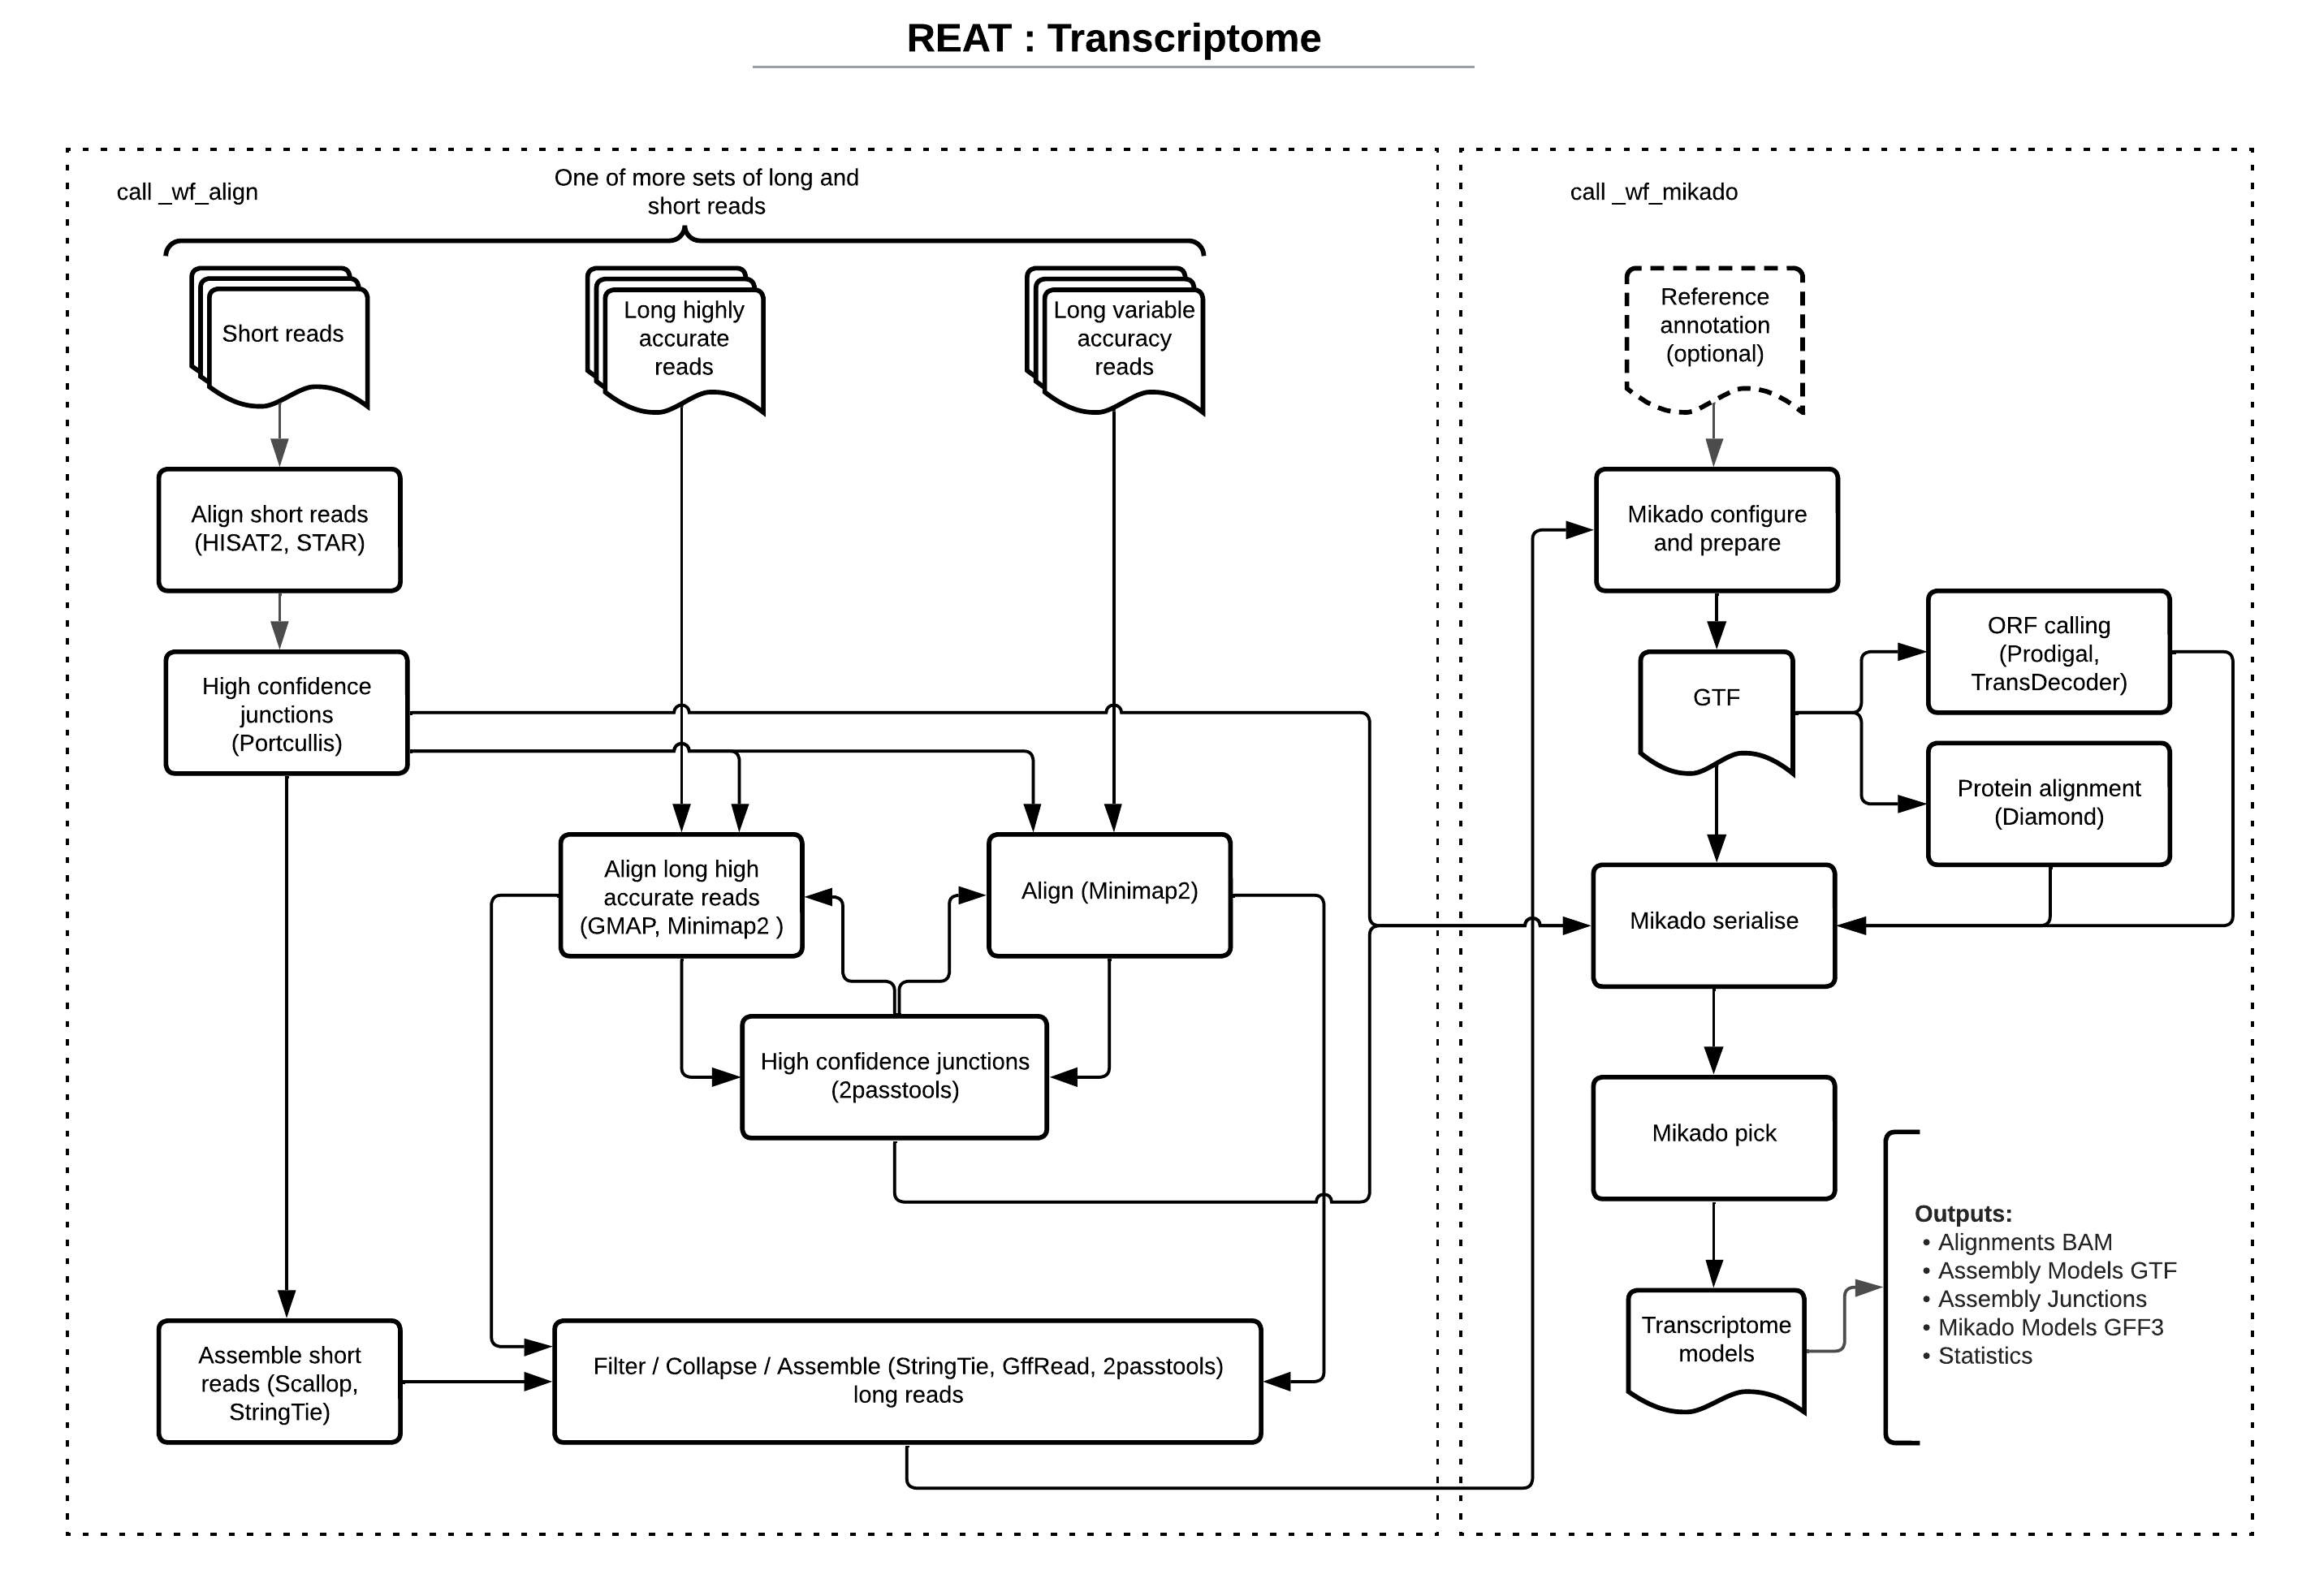 REAT : Transcriptome
call _wf_align
One of more sets of long and
short reads
Short reads
Long highly
accurate
reads
Long variable
accuracy
reads
Align short reads
(HISAT2, STAR)
High confidence
junctions
(Portcullis)
Align long high
accurate reads
(GMAP, Minimap2 )
Align (Minimap2)
High confidence junctions
(2passtools)
Assemble short
reads (Scallop,
StringTie)
Filter / Collapse / Assemble (StringTie, GffRead, 2passtools)
long reads
call _wf_mikado
Reference
annotation
(optional)
Mikado configure
and prepare
GTF
ORF calling
(Prodigal,
TransDecoder)
Protein alignment
(Diamond)
Mikado serialise
Mikado pick
Transcriptome
models
Outputs:
• Alignments BAM
• Assembly Models GTF
• Assembly Junctions
• Mikado Models GFF3
• Statistics